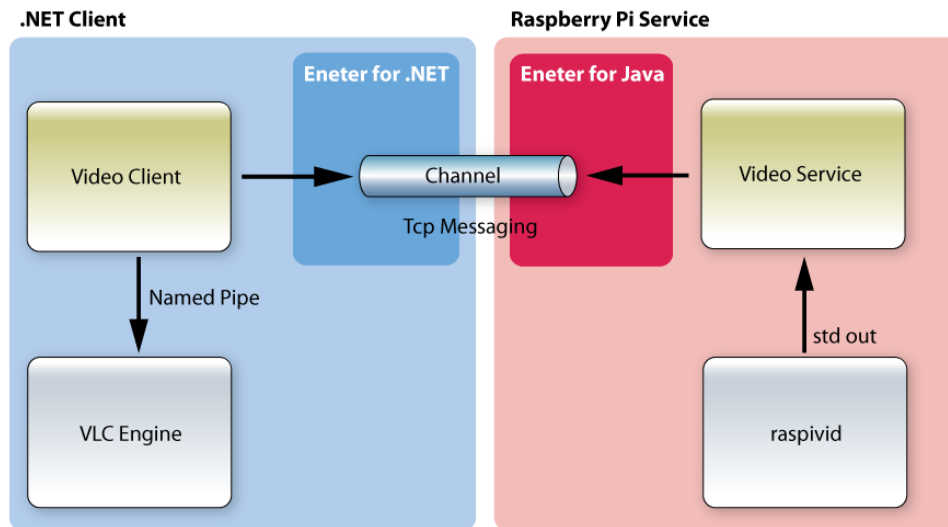 .NET Client
Raspberry Pi Service
Eneter for .NET
Eneter for Java
Video Client
Channel
Video Service
Tcp Messaging
Named Pipe
std out
VLC Engine
raspivid